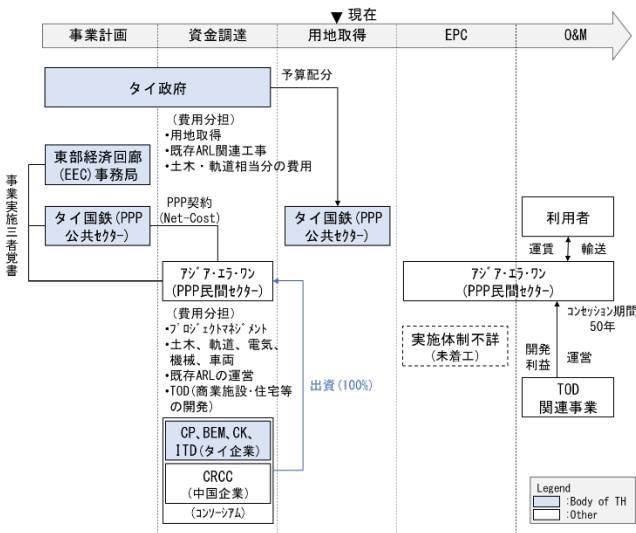 ▼ 現在
事業計画
資金調達
用地取得
EPC
O&M
タイ政府
予算配分
(費用分担)
•用地取得
•既存ARL関連工事
•土木・軌道相当分の費用
東部経済回廊
(EEC)事務局
事業実施三者覚書
タイ国鉄(PPP
公共ｾｸﾀｰ)
PPP契約
(Net-Cost)
タイ国鉄(PPP
公共ｾｸﾀｰ)
利用者
運賃
輸送
ｱｼﾞｱ・ｴﾗ・ﾜﾝ
(PPP民間ｾｸﾀｰ)
ｱｼﾞｱ・ｴﾗ・ﾜﾝ
(PPP民間ｾｸﾀｰ)
(費用分担)
•ﾌﾟﾛｼﾞｪｸﾄﾏﾈｼﾞﾒﾝﾄ
•土木、軌道、電気、
機械、車両
•既存ARLの運営
•TOD(商業施設･住宅等
の開発)
出資(100%)
実施体制不詳
(未着工)
ｺﾝｾｯｼｮﾝ期間
50年
開発
利益
運営
TOD
関連事業
CP、BEM、CK、
ITD(タイ企業)
CRCC
(中国企業)
(ｺﾝｿｰｼｱﾑ)
Legend
:Body of TH
:Other